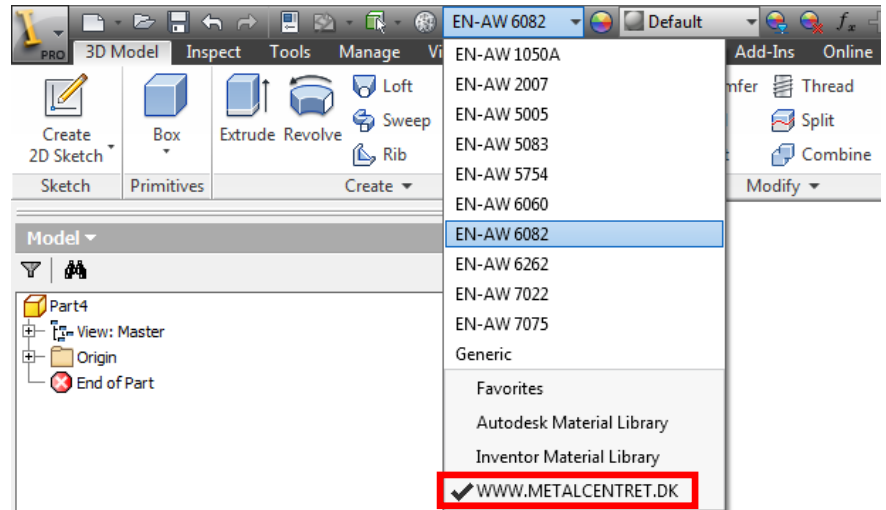 EN-AW 6082 Default fx
PRO 3D Model Inspect Tools Manage Vi Add-Ins Online
EN-AW 1050A
EN-AW 2007
EN-AW 5005
EN-AW 5083
EN-AW 5754
EN-AW 6060
EN-AW 6082
EN-AW 6262
EN-AW 7022
EN-AW 7075
Generic
Favorites
Autodesk Material Library
Inventor Material Library
WWW.METALCENTRET.DK
Create
2D Sketch
Box
Extrude Revolve
Loft
Sweep
Rib
mfer Thread
Split
Combine
Sketch Primitives Create Modify
Model
Part4
View: Master
Origin
End of Part